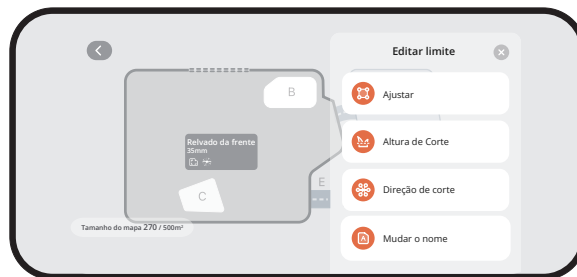 Editar limite
B
Ajustar
Altura de Corte
Relvado da frente
35mm
E
Direção de corte
C
Tamanho do mapa 270 / 500m²
A
Mudar o nome